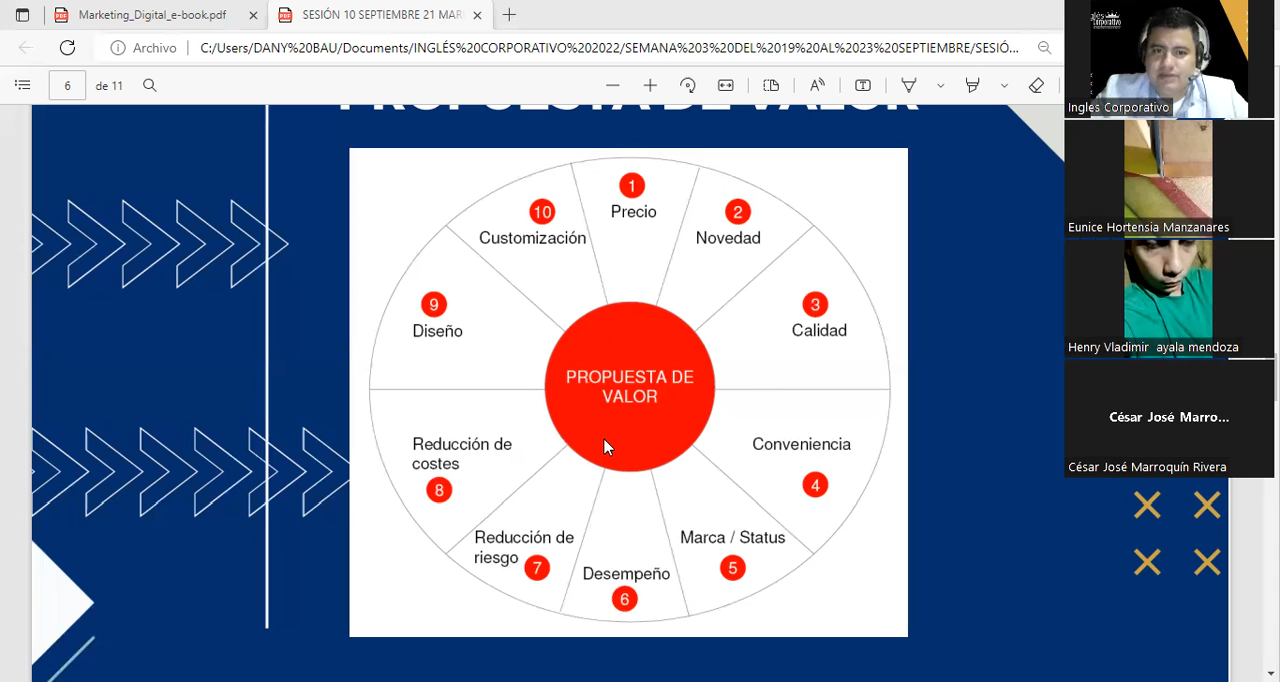 Marketing_Digital_e-book.pdf
SESIÓN 10 SEPTIEMBRE 21 MAR
Archivo
C:/Users/DANY%20BAU/Documents/INGLÉS%20CORPORATIVO%202022/SEMANA%203%20DEL%2019%20AL%2023%20SEPTIEMBRE/SESIÓ...
6
de 11
PROPUESTA DE VALOR
1
Precio
2
Novedad
3
Calidad
Conveniencia
4
Marca / Status
5
Desempeño
6
Reducción de
riesgo
7
Reducción de
costes
8
9
Diseño
10
Customización
PROPUESTA DE
VALOR
Ingles Corporativo
Eunice Hortensia Manzanares
Henry Vladimir ayala mendoza
César José Marro...
César José Marroquín Rivera